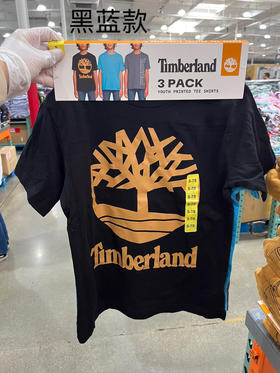 黑蓝款
Timberland
3 PACK
YOUTH PRINTED TEE SHIRTS
Timberland